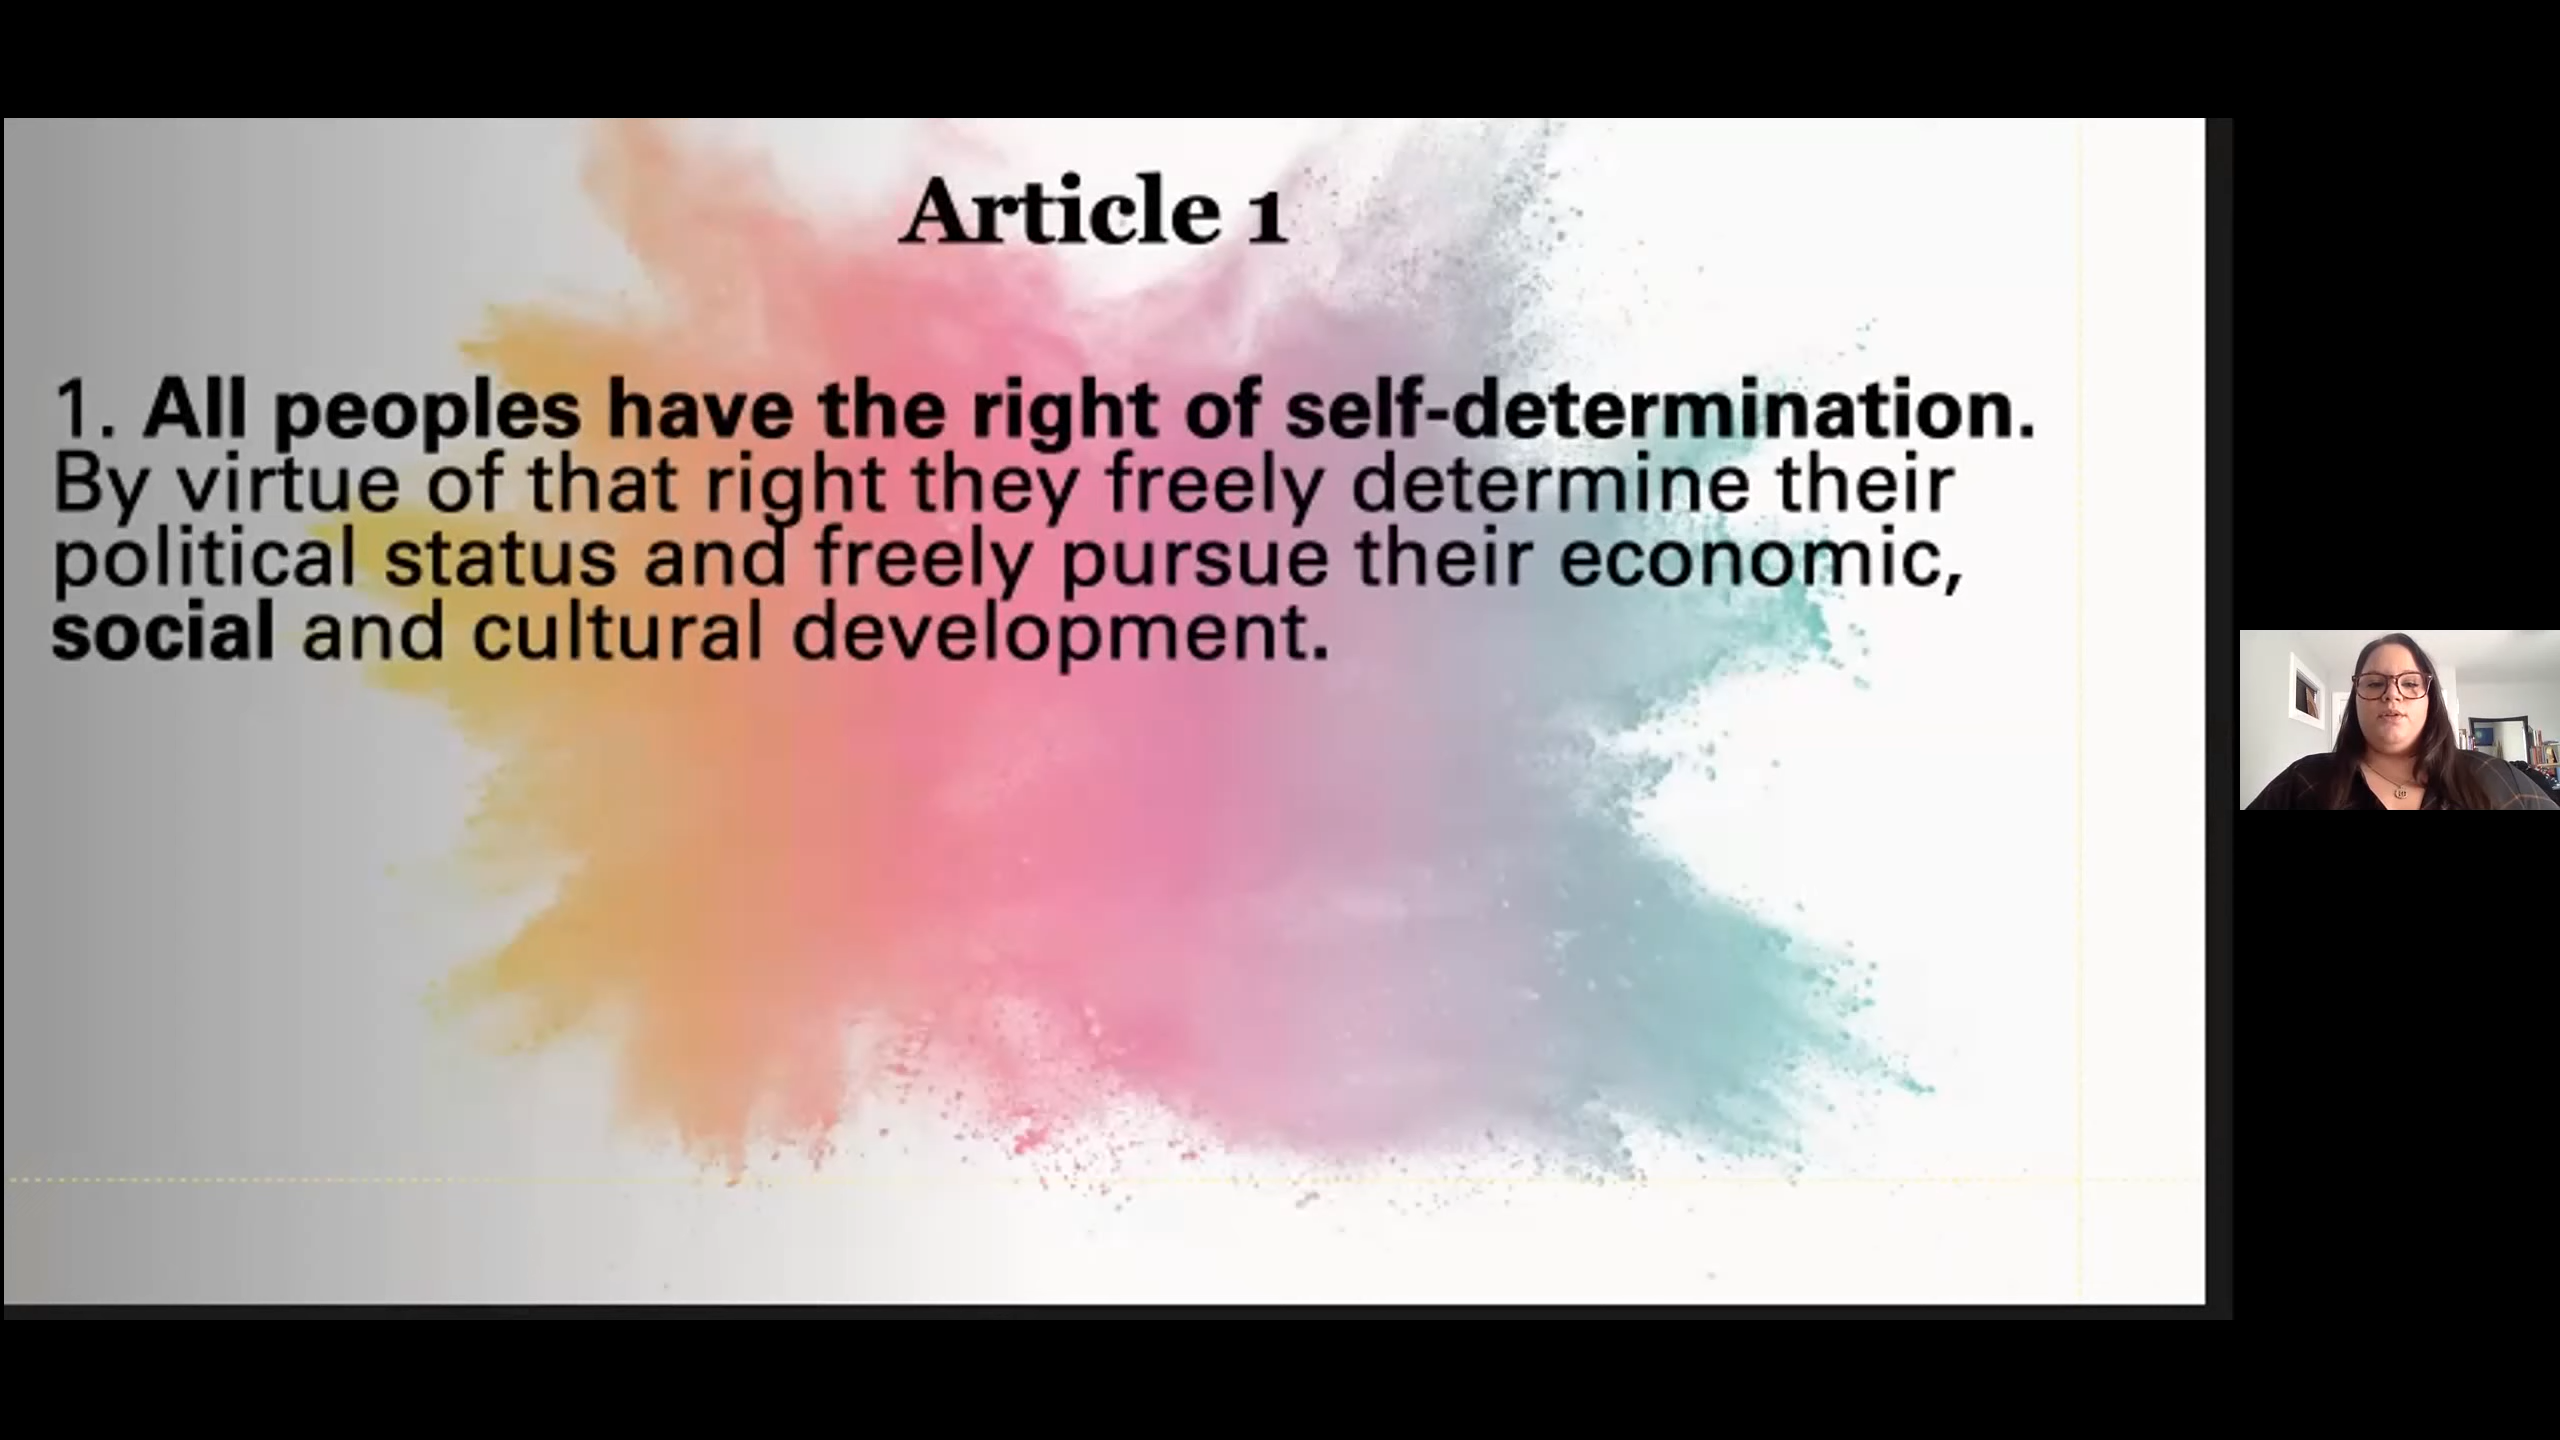 Article 1
1. All peoples have the right of self-determination.
By virtue of that right they freely determine their
political status and freely pursue their economic,
social and cultural development.